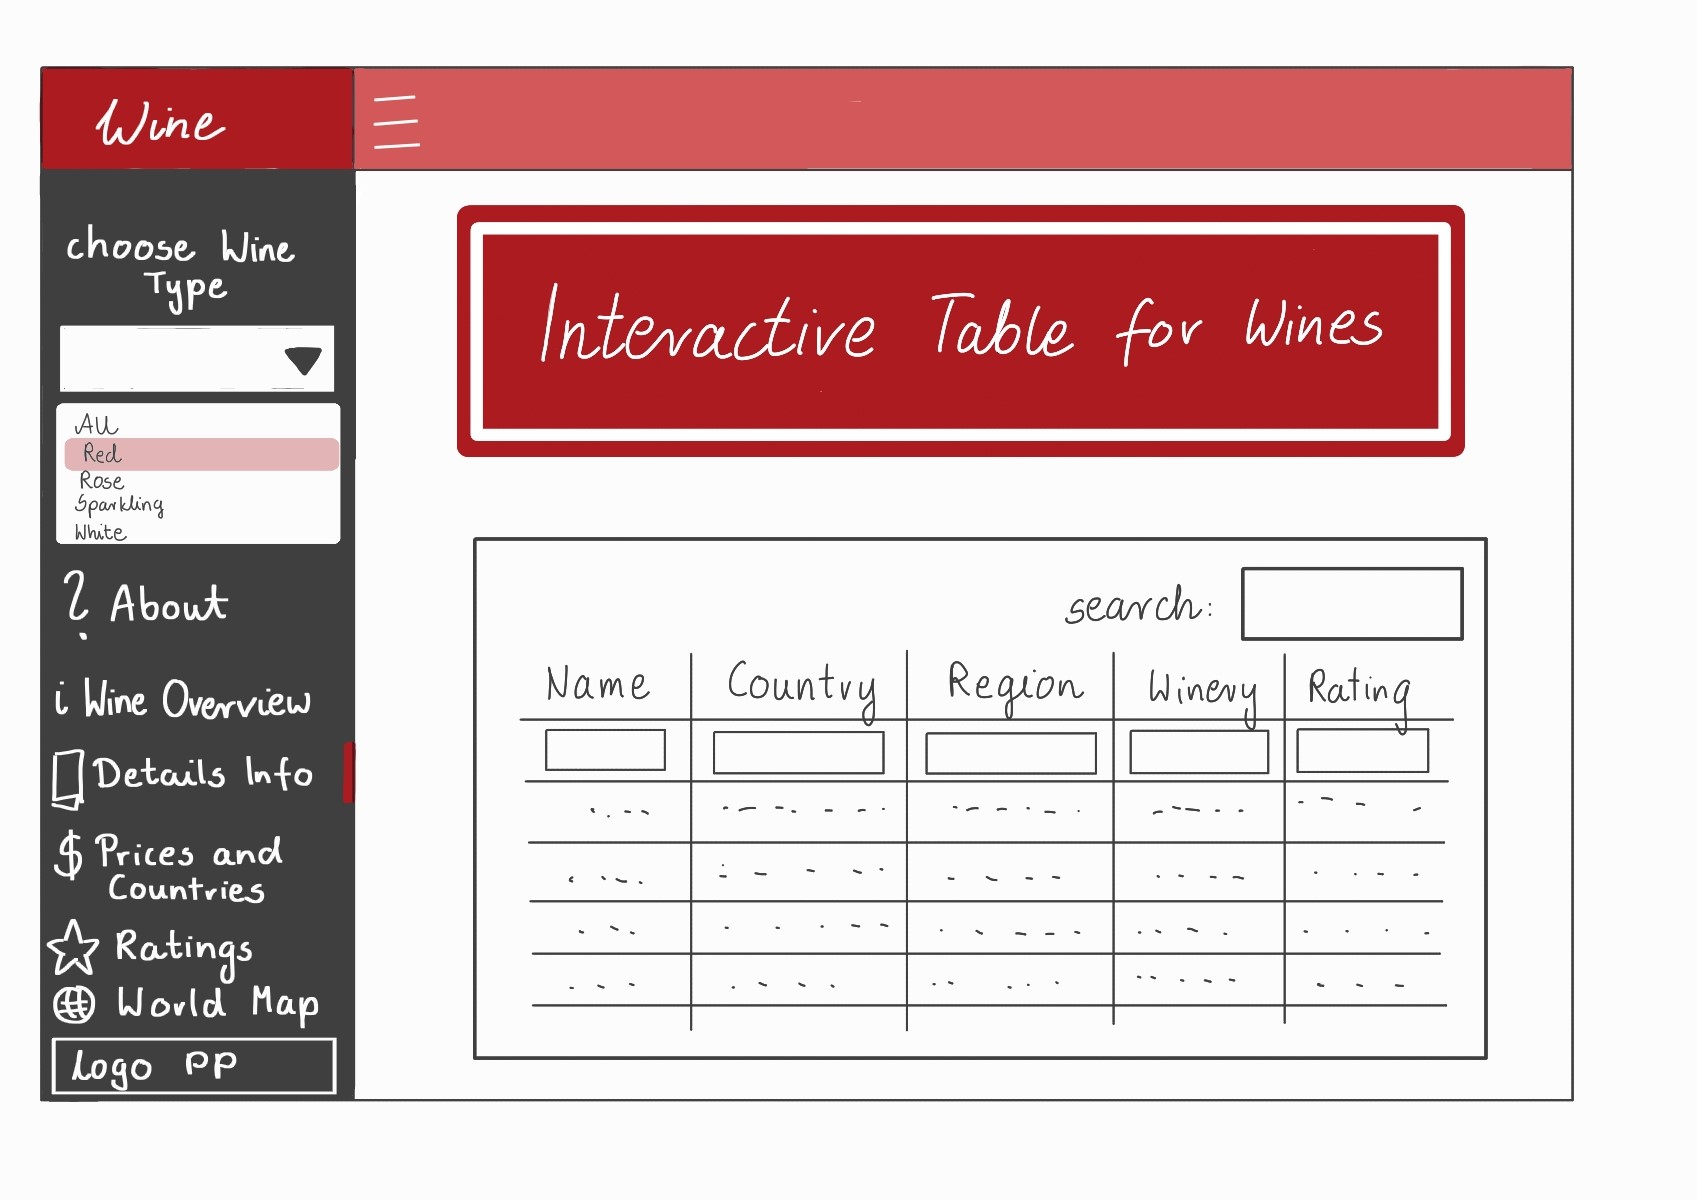 Wine
choose Wine
Type
All
Red
Rose
Sparkling
White
? About
i Wine Overview
Details Info
$ Prices and
Countries
Ratings
World Map
Logo PP
Interactive Table for Wines
search:
Name Country Region Winery Rating